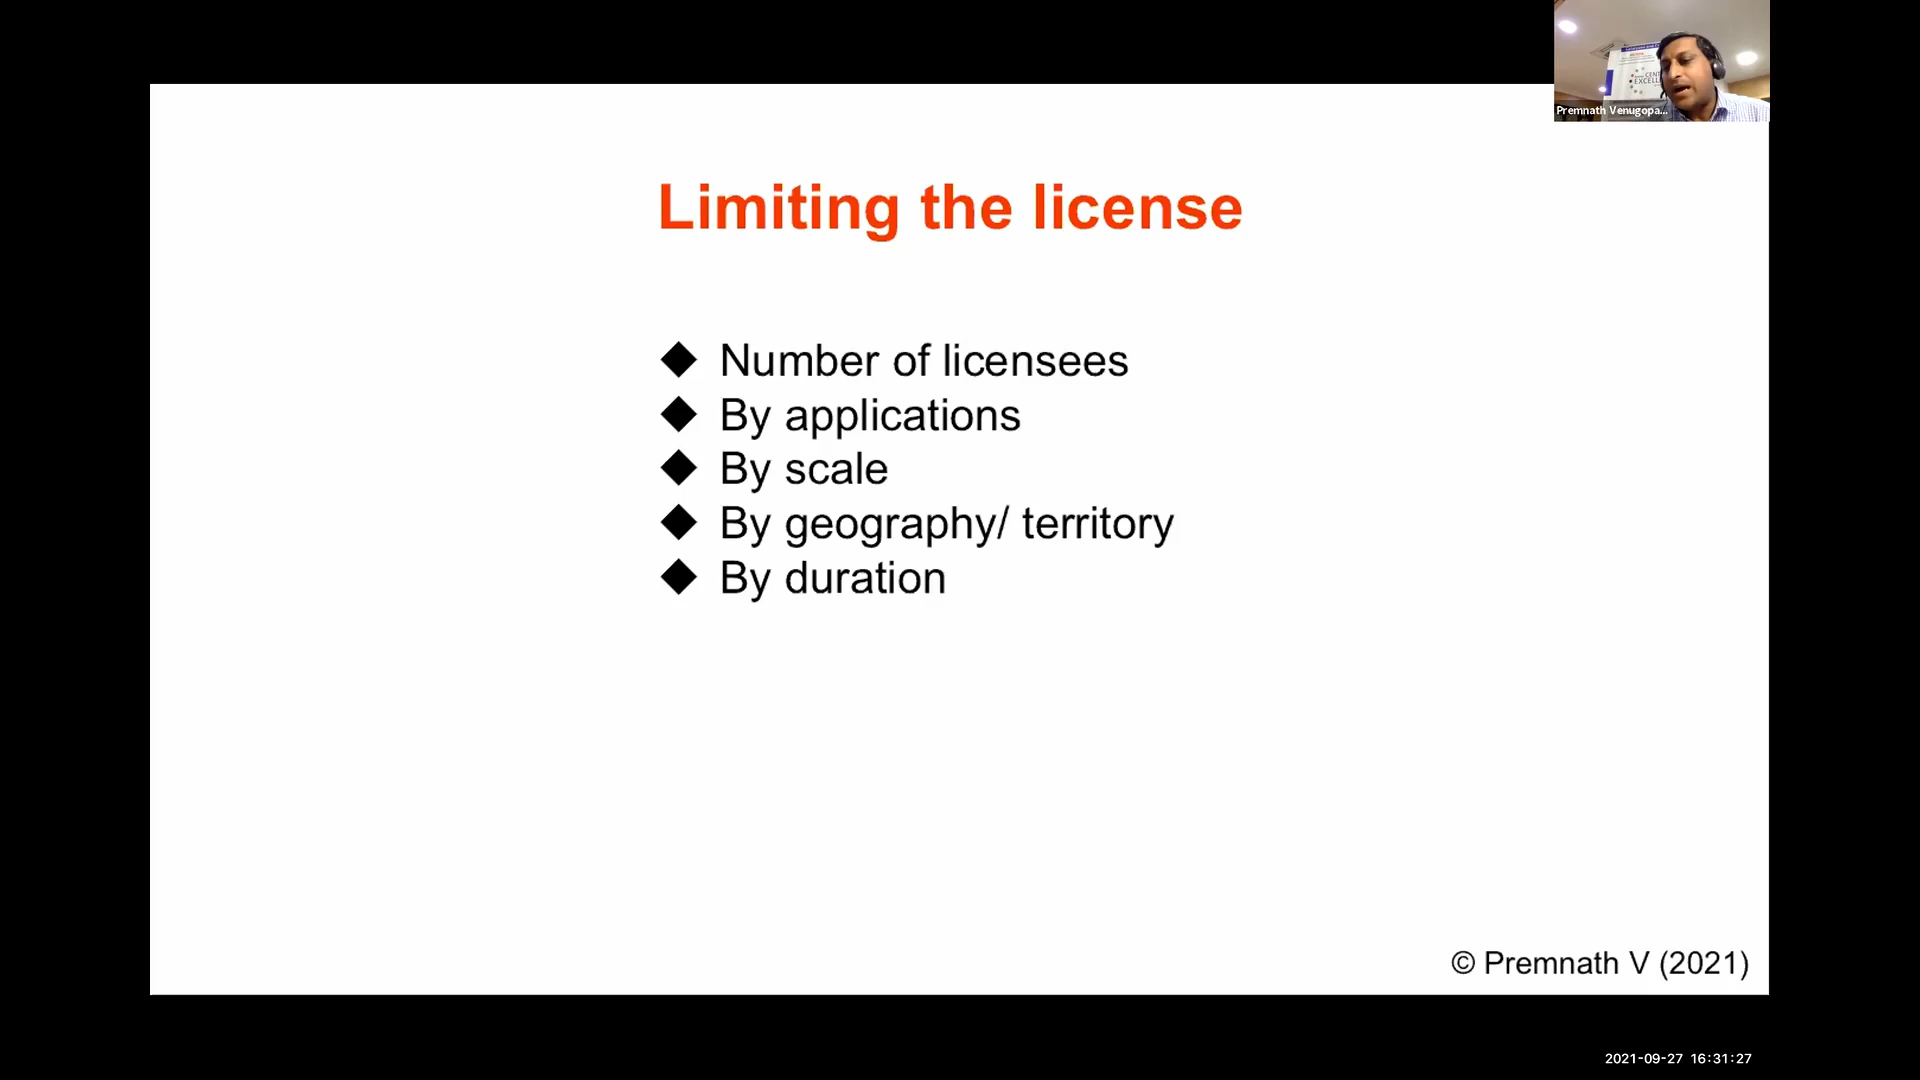 Premnath Venugopa...
Limiting the license
◆ Number of licensees
◆ By applications
◆ By scale
◆ By geography/ territory
◆ By duration
© Premnath V (2021)
2021-09-27 16:31:27